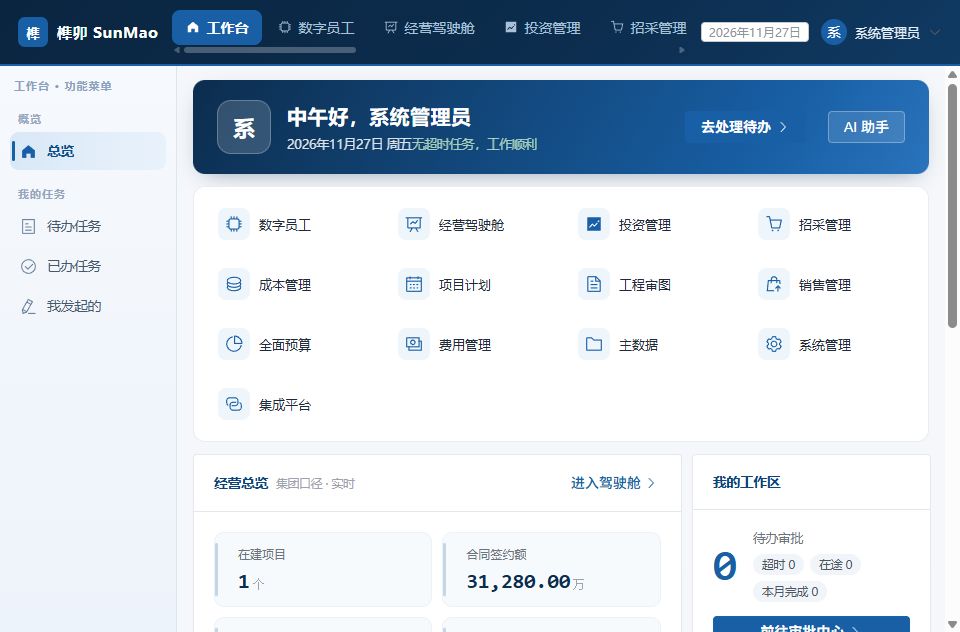 榫 榫卯 SunMao 工作台 数字员工 经营驾驶舱 投资管理 招采管理 2026年11月27日 系 系统管理员
工作台 • 功能菜单
概览
总览
我的任务
待办任务
已办任务
我发起的
系
中午好，系统管理员
2026年11月27日 周五无超时任务，工作顺利
去处理待办
AI 助手
数字员工 经营驾驶舱 投资管理 招采管理
成本管理 项目计划 工程审图 销售管理
全面预算 费用管理 主数据 系统管理
集成平台
经营总览 集团口径 · 实时 进入驾驶舱
在建项目
1个
合同签约额
31,280.00万
我的工作区
0
待办审批
超时 0 在途 0
本月完成 0
前往审批中心